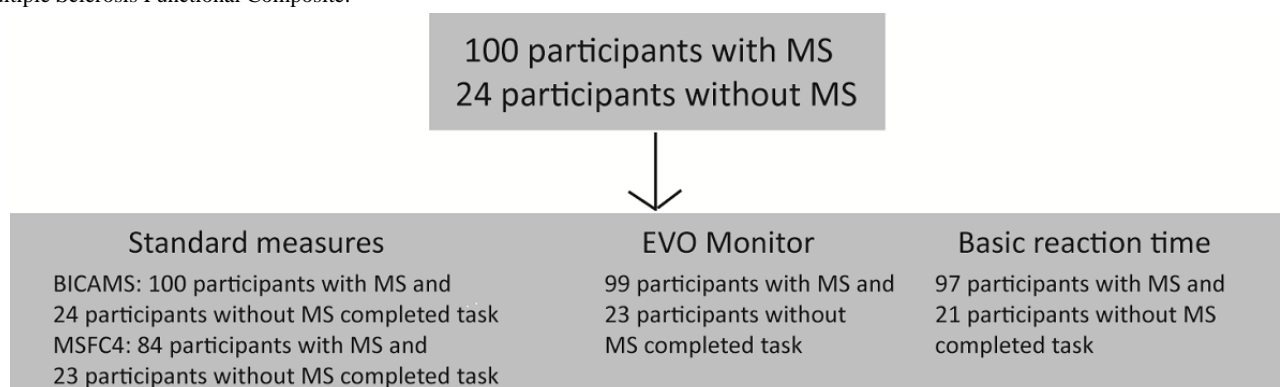 Multiple Sclerosis Functional Composite.
100 participants with MS
24 participants without MS
Standard measures
BICAMS: 100 participants with MS and
24 participants without MS completed task
MSFC4: 84 participants with MS and
23 participants without MS completed task
EVO Monitor
99 participants with MS and
23 participants without
MS completed task
Basic reaction time
97 participants with MS and
21 participants without MS
completed task